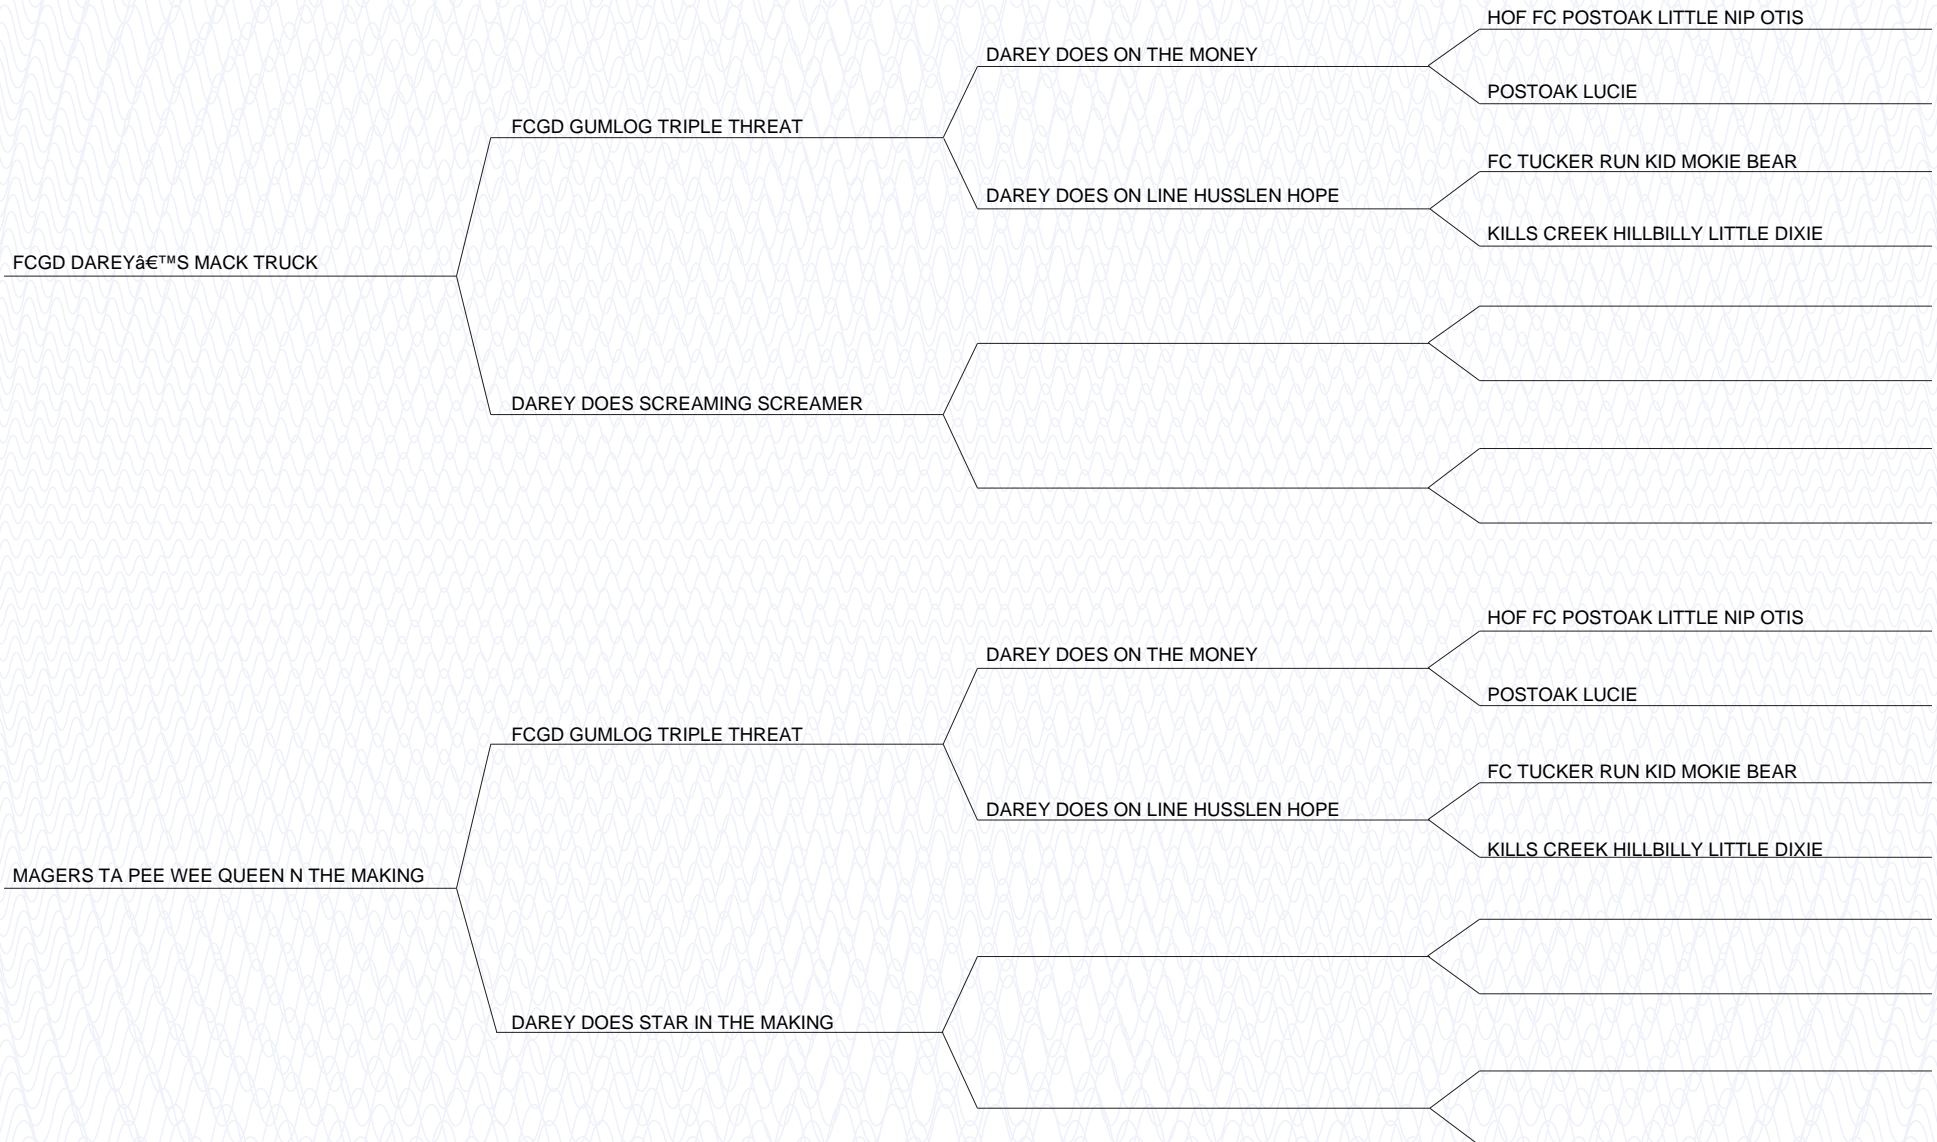 HOF FC POSTOAK LITTLE NIP OTIS
DAREY DOES ON THE MONEY
POSTOAK LUCIE
FCGD GUMLOG TRIPLE THREAT
FC TUCKER RUN KID MOKIE BEAR
DAREY DOES ON LINE HUSSLEN HOPE
KILLS CREEK HILLBILLY LITTLE DIXIE
FCGD DAREY’S MACK TRUCK
DAREY DOES SCREAMING SCREAMER
HOF FC POSTOAK LITTLE NIP OTIS
DAREY DOES ON THE MONEY
POSTOAK LUCIE
FCGD GUMLOG TRIPLE THREAT
FC TUCKER RUN KID MOKIE BEAR
DAREY DOES ON LINE HUSSLEN HOPE
KILLS CREEK HILLBILLY LITTLE DIXIE
MAGERS TA PEE WEE QUEEN N THE MAKING
DAREY DOES STAR IN THE MAKING